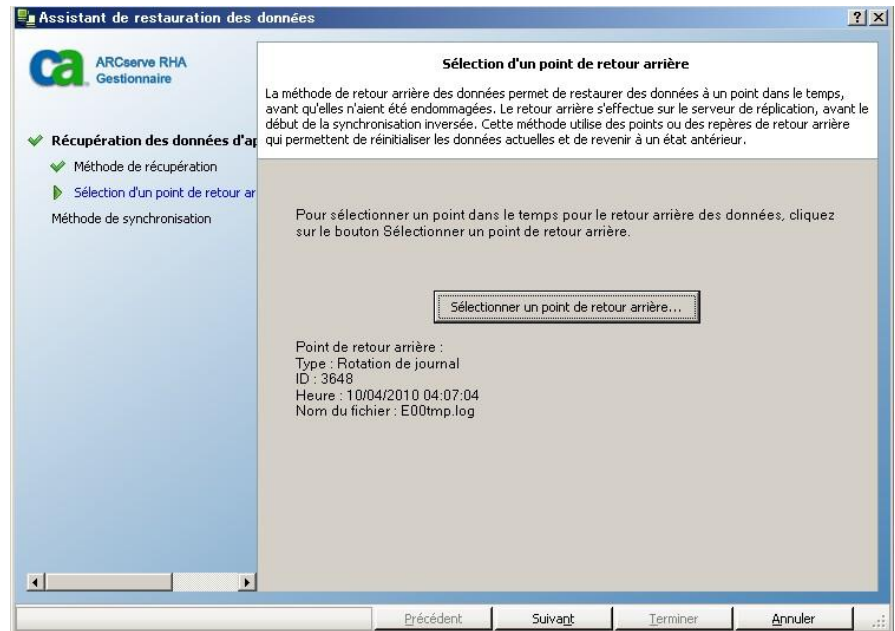 Assistant de restauration des données
ca
ARCserve RHA
Gestionnaire
Récupération des données d'ap
Méthode de récupération
Sélection d'un point de retour ar
Méthode de synchronisation
Sélection d'un point de retour arrière
La méthode de retour arrière des données permet de restaurer des données à un point dans le temps,
avant qu'elles n'aient été endommagées. Le retour arrière s'effectue sur le serveur de réplication, avant le
début de la synchronisation inversée. Cette méthode utilise des points ou des repères de retour arrière
qui permettent de réinitialiser les données actuelles et de revenir à un état antérieur.
Pour sélectionner un point dans le temps pour le retour arrière des données, cliquez
sur le bouton Sélectionner un point de retour arrière.
Sélectionner un point de retour arrière...
Point de retour arrière :
Type : Rotation de journal
ID : 3648
Heure : 10/04/2010 04:07:04
Nom du fichier : E00tmp.log
Précédent
Suivant
Terminer
Annuler